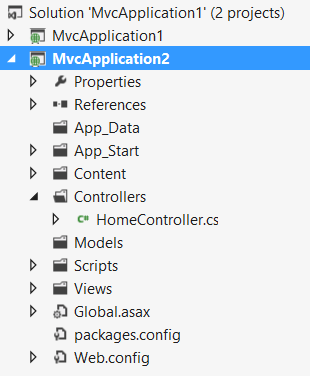 Solution 'MvcApplication1' (2 projects)
MvcApplication1
MvcApplication2
Properties
References
App_Data
App_Start
Content
Controllers
C# HomeController.cs
Models
Scripts
Views
Global.asax
packages.config
Web.config